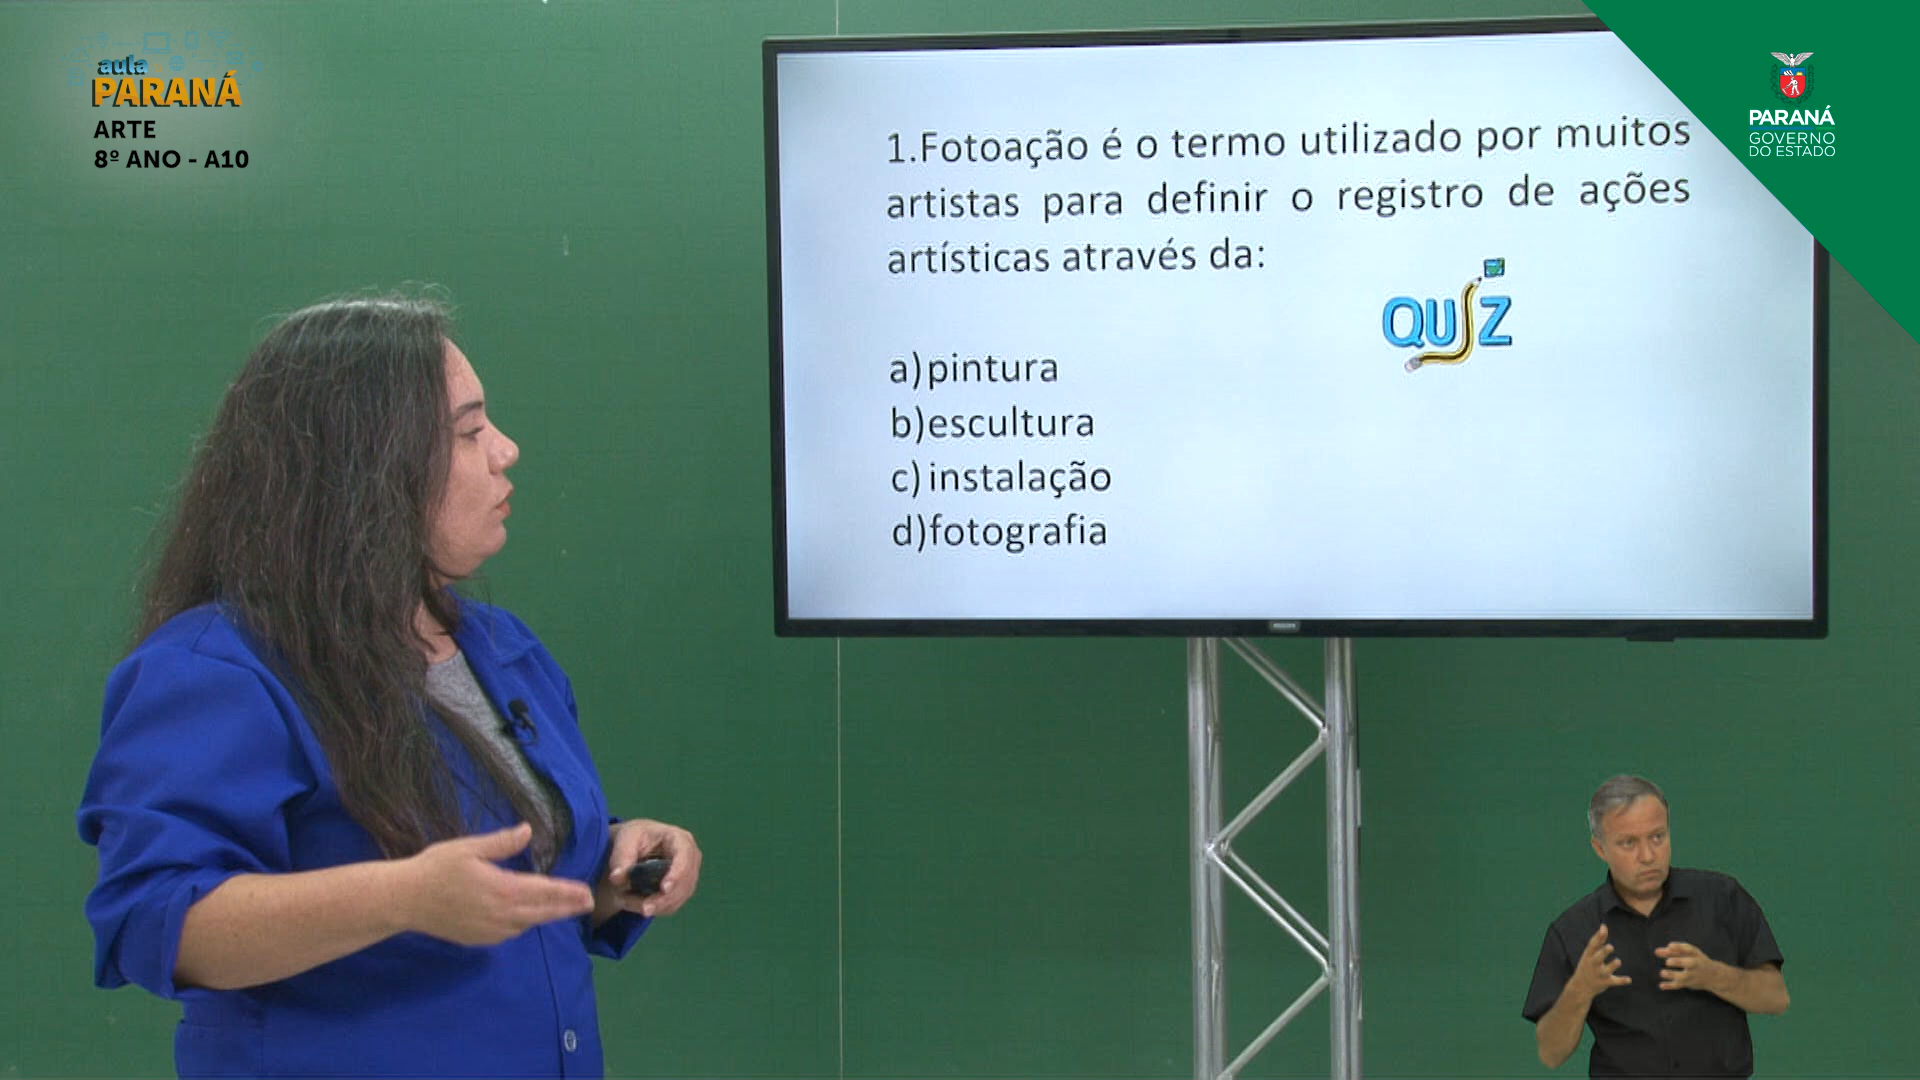 aula
PARANÁ
ARTE
8º ANO - A10
PARANÁ
GOVERNO
DO ESTADO
1.Fotoação é o termo utilizado por muitos
artistas para definir o registro de ações
artísticas através da:
QUIZ
a)pintura
b)escultura
c)instalação
d)fotografia